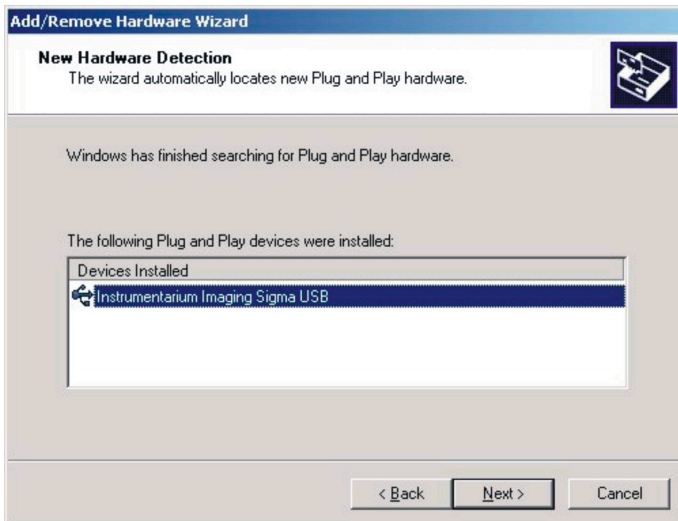 Add/Remove Hardware Wizard
New Hardware Detection
The wizard automatically locates new Plug and Play hardware.
Windows has finished searching for Plug and Play hardware.
The following Plug and Play devices were installed:
Devices Installed
Instrumentarium Imaging Sigma USB
< Back
Next >
Cancel